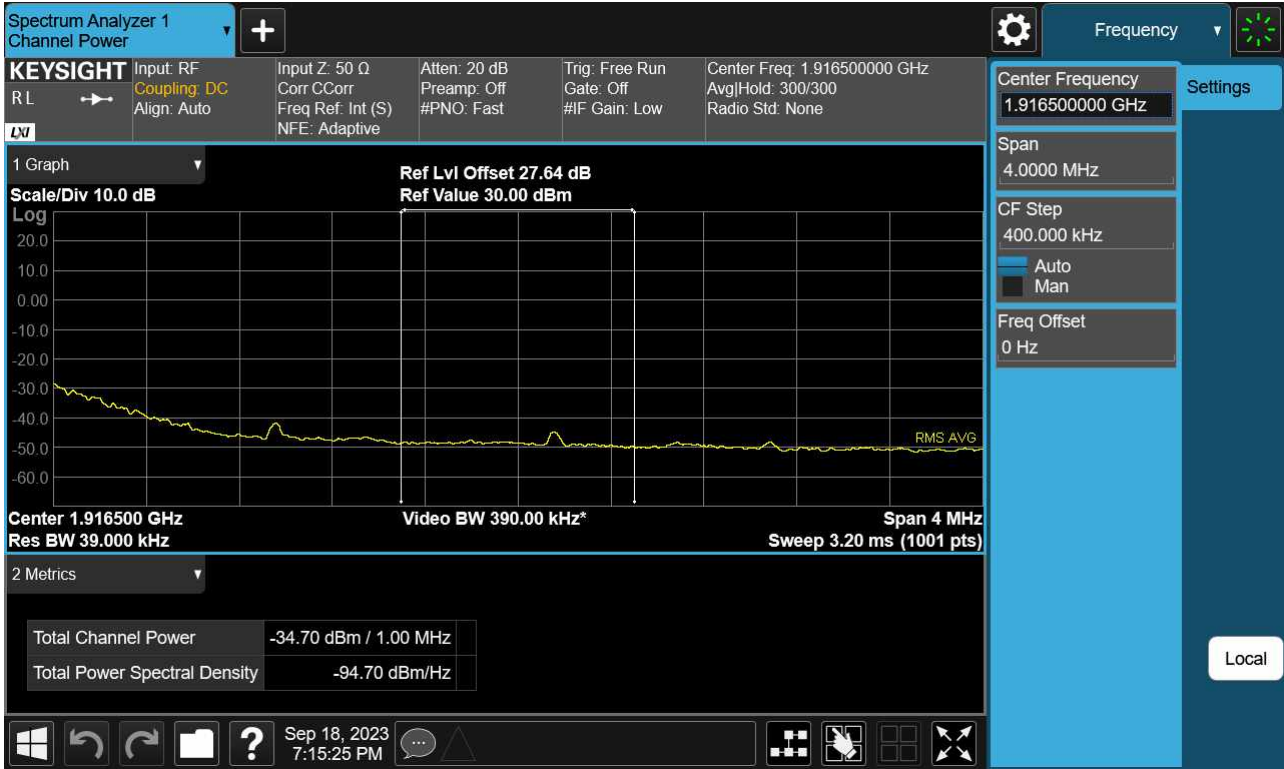 Spectrum Analyzer 1
Channel Power
Frequency
KEYSIGHT
R L
LXI
Input: RF
Coupling: DC
Align: Auto
Input Z: 50 Ω
Corr CCorr
Freq Ref: Int (S)
NFE: Adaptive
Atten: 20 dB
Preamp: Off
#PNO: Fast
Trig: Free Run
Gate: Off
#IF Gain: Low
Center Freq: 1.916500000 GHz
Avg|Hold: 300/300
Radio Std: None
Center Frequency
1.916500000 GHz
Settings
Span
4.0000 MHz
CF Step
400.000 kHz
Auto
Man
Freq Offset
0 Hz
Local
1 Graph
Scale/Div 10.0 dB
Ref Lvl Offset 27.64 dB
Ref Value 30.00 dBm
Log
20.0
10.0
0.00
-10.0
-20.0
-30.0
-40.0
-50.0
-60.0
RMS AVG
Center 1.916500 GHz
Res BW 39.000 kHz
Video BW 390.00 kHz*
Span 4 MHz
Sweep 3.20 ms (1001 pts)
2 Metrics
Total Channel Power -34.70 dBm / 1.00 MHz
Total Power Spectral Density -94.70 dBm/Hz
?
Sep 18, 2023
7:15:25 PM